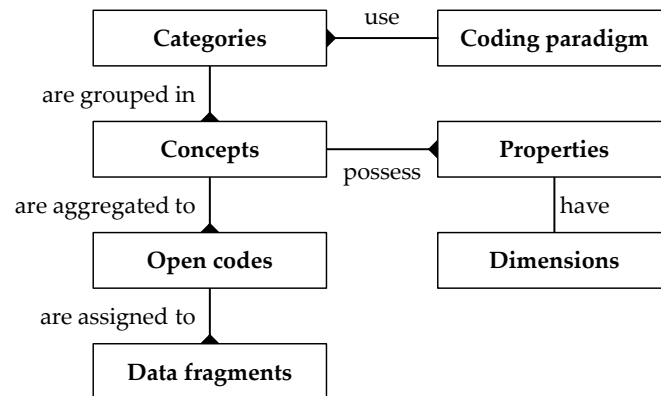 use
Categories
Coding paradigm
are grouped in
Concepts
Properties
possess
are aggregated to
have
Open codes
Dimensions
are assigned to
Data fragments